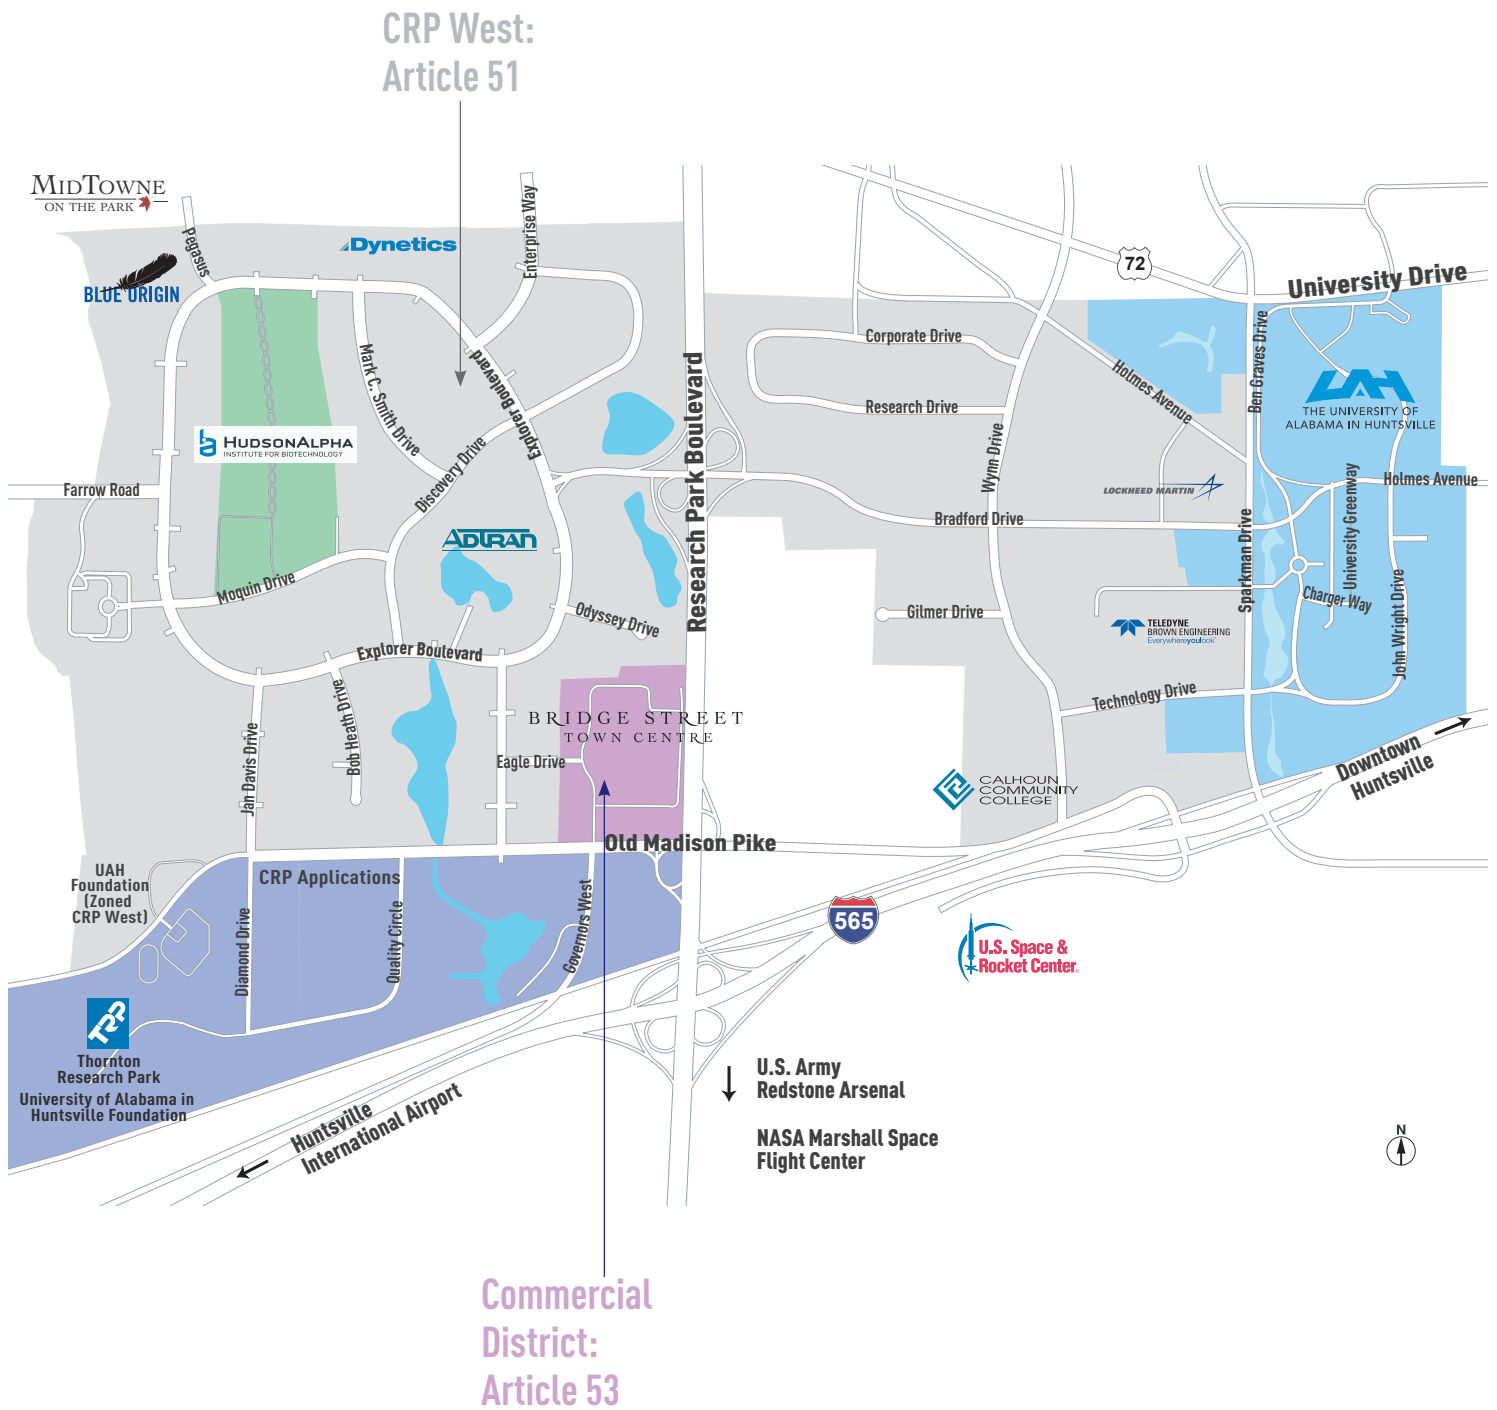 CRP West:
Article 51
MIDTOWNE
ON THE PARK
Pegasus
Dynetics
Enterprise Way
BLUE ORIGIN
72
University Drive
Mark C. Smith Drive
Explorer Boulevard
Research Park Boulevard
Corporate Drive
Research Drive
Wynn Drive
Holmes Avenue
Ben Graves Drive
UAH
THE UNIVERSITY OF
ALABAMA IN HUNTSVILLE
HUDSONALPHA
INSTITUTE FOR BIOTECHNOLOGY
Discovery Drive
Farrow Road
LOCKHEED MARTIN
Holmes Avenue
Bradford Drive
ADTRAN
Sparkman Drive
University Greenway
Moquin Drive
Charger Way
Odyssey Drive
Gilmer Drive
TELEDYNE
BROWN ENGINEERING
Everywhereyoulook
John Wright Drive
Explorer Boulevard
Technology Drive
Bob Heath Drive
Jan Davis Drive
BRIDGE STREET
TOWN CENTRE
Eagle Drive
Downtown
Huntsville
CALHOUN
COMMUNITY
COLLEGE
Old Madison Pike
UAH
Foundation
(Zoned
CRP West)
CRP Applications
Diamond Drive
Quality Circle
Governors West
565
U.S. Space &
Rocket Center
TRP
Thornton
Research Park
University of Alabama in
Huntsville Foundation
U.S. Army
Redstone Arsenal
NASA Marshall Space
Flight Center
Huntsville
International Airport
N
Commercial
District:
Article 53